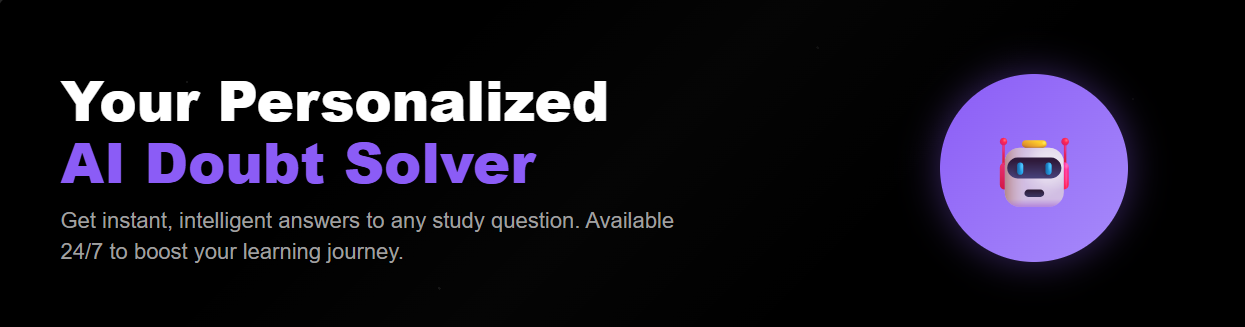 Your Personalized
AI Doubt Solver
Get instant, intelligent answers to any study question. Available
24/7 to boost your learning journey.